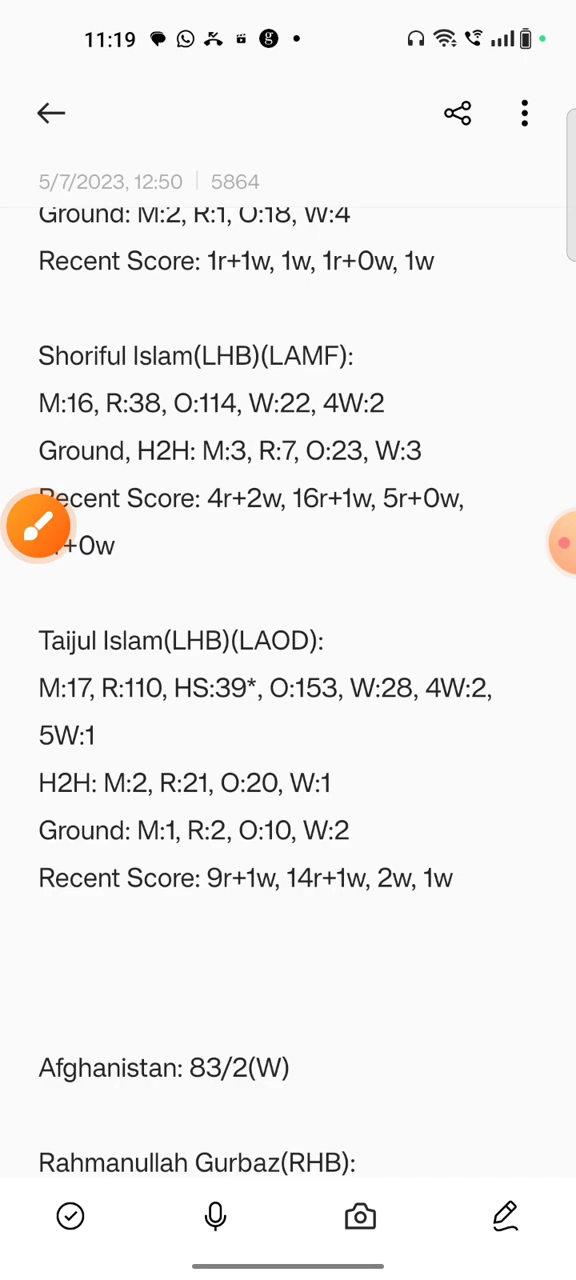 11:19
5/7/2023, 12:50 | 5864
Ground: M:2, R:1, O:18, W:4
Recent Score: 1r+1w, 1w, 1r+0w, 1w
Shoriful Islam(LHB)(LAMF):
M:16, R:38, O:114, W:22, 4W:2
Ground, H2H: M:3, R:7, O:23, W:3
Recent Score: 4r+2w, 16r+1w, 5r+0w,
+0w
Taijul Islam(LHB)(LAOD):
M:17, R:110, HS:39*, O:153, W:28, 4W:2,
5W:1
H2H: M:2, R:21, O:20, W:1
Ground: M:1, R:2, O:10, W:2
Recent Score: 9r+1w, 14r+1w, 2w, 1w
Afghanistan: 83/2(W)
Rahmanullah Gurbaz(RHB):